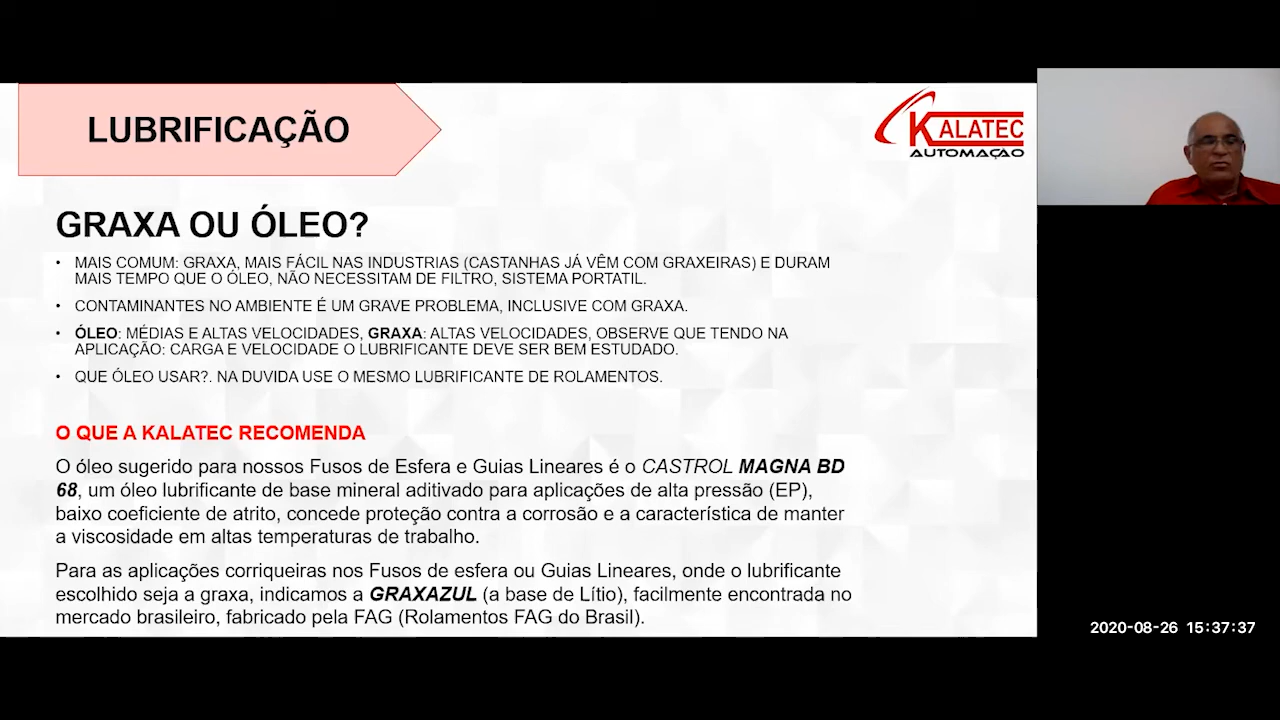 LUBRIFICAÇÃO
KALATEC
AUTOMAÇÃO
GRAXA OU ÓLEO?
• MAIS COMUM: GRAXA, MAIS FÁCIL NAS INDUSTRIAS (CASTANHAS JÁ VÊM COM GRAXEIRAS) E DURAM
MAIS TEMPO QUE O ÓLEO, NÃO NECESSITAM DE FILTRO, SISTEMA PORTATIL.
• CONTAMINANTES NO AMBIENTE É UM GRAVE PROBLEMA, INCLUSIVE COM GRAXA.
• ÓLEO: MÉDIAS E ALTAS VELOCIDADES, GRAXA: ALTAS VELOCIDADES, OBSERVE QUE TENDO NA
APLICAÇÃO: CARGA E VELOCIDADE O LUBRIFICANTE DEVE SER BEM ESTUDADO.
• QUE ÓLEO USAR?. NA DUVIDA USE O MESMO LUBRIFICANTE DE ROLAMENTOS.
O QUE A KALATEC RECOMENDA
O óleo sugerido para nossos Fusos de Esfera e Guias Lineares é o CASTROL MAGNA BD
68, um óleo lubrificante de base mineral aditivado para aplicações de alta pressão (EP),
baixo coeficiente de atrito, concede proteção contra a corrosão e a característica de manter
a viscosidade em altas temperaturas de trabalho.
Para as aplicações corriqueiras nos Fusos de esfera ou Guias Lineares, onde o lubrificante
escolhido seja a graxa, indicamos a GRAXAZUL (a base de Lítio), facilmente encontrada no
mercado brasileiro, fabricado pela FAG (Rolamentos FAG do Brasil).
2020-08-26 15:37:37